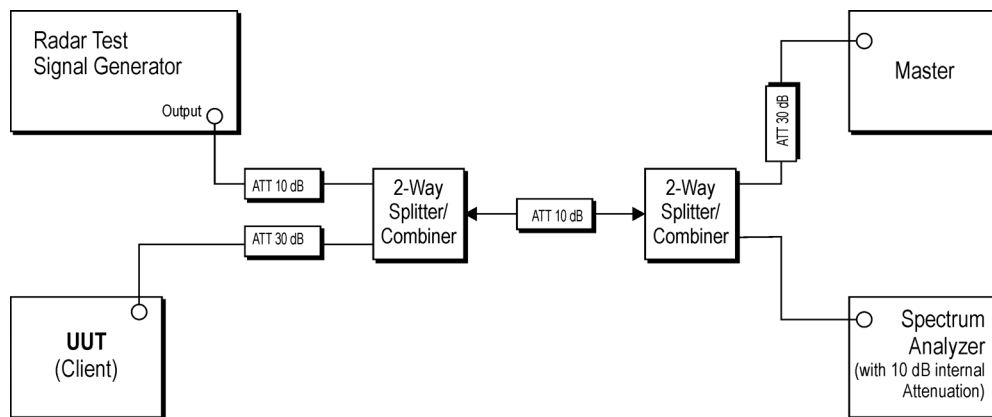 Radar Test
Signal Generator
Output
ATT 10 dB
ATT 30 dB
2-Way
Splitter/
Combiner
ATT 10 dB
2-Way
Splitter/
Combiner
ATT 30 dB
Master
UUT
(Client)
Spectrum
Analyzer
(with 10 dB internal
Attenuation)